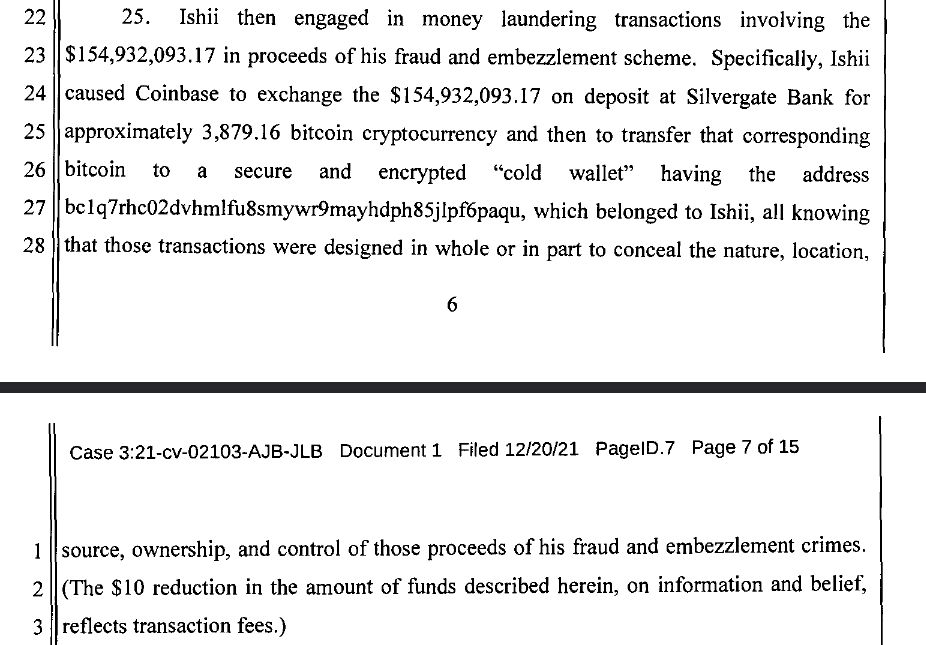 22 25. Ishii then engaged in money laundering transactions involving the
23 $154,932,093.17 in proceeds of his fraud and embezzlement scheme. Specifically, Ishii
24 caused Coinbase to exchange the $154,932,093.17 on deposit at Silvergate Bank for
25 approximately 3,879.16 bitcoin cryptocurrency and then to transfer that corresponding
26 bitcoin to a secure and encrypted “cold wallet” having the address
27 bc1q7rhc02dvhmlfu8smywr9mayhdph85jlpf6paqu, which belonged to Ishii, all knowing
28 that those transactions were designed in whole or in part to conceal the nature, location,
6
Case 3:21-cv-02103-AJB-JLB Document 1 Filed 12/20/21 PageID.7 Page 7 of 15
1 source, ownership, and control of those proceeds of his fraud and embezzlement crimes.
2 (The $10 reduction in the amount of funds described herein, on information and belief,
3 reflects transaction fees.)